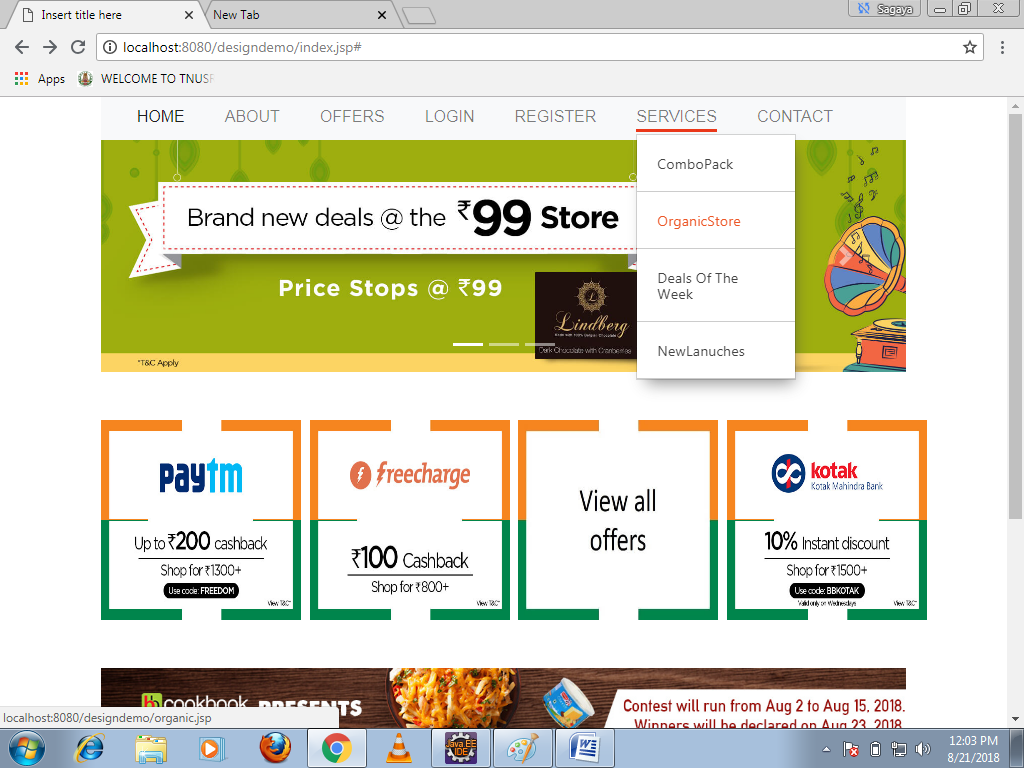 Insert title here
New Tab
Sagaya
localhost:8080/designdemo/index.jsp#
Apps
WELCOME TO TNUSF
HOME ABOUT OFFERS LOGIN REGISTER SERVICES CONTACT
ComboPack
OrganicStore
Deals Of The
Week
NewLanuches
Brand new deals @ the ₹99 Store
Price Stops @ ₹99
L
Lindberg
Dark Chocolate with Cranberries
*T&C Apply
paytm
Up to ₹200 cashback
Shop for ₹1300+
Use code: FREEDOM
View T&C*
freecharge
₹100 Cashback
Shop for ₹800+
View T&C*
View all
offers
kotak
Kotak Mahindra Bank
10% Instant discount
Shop for ₹1500+
Use code: BBKOTAK
Valid only on Wednesdays
View T&C*
bb cookbook PRESENTS
Contest will run from Aug 2 to Aug 15, 2018.
Winners will be declared on Aug 23, 2018
localhost:8080/designdemo/organic.jsp
Java EE
IDE
12:03 PM
8/21/2018